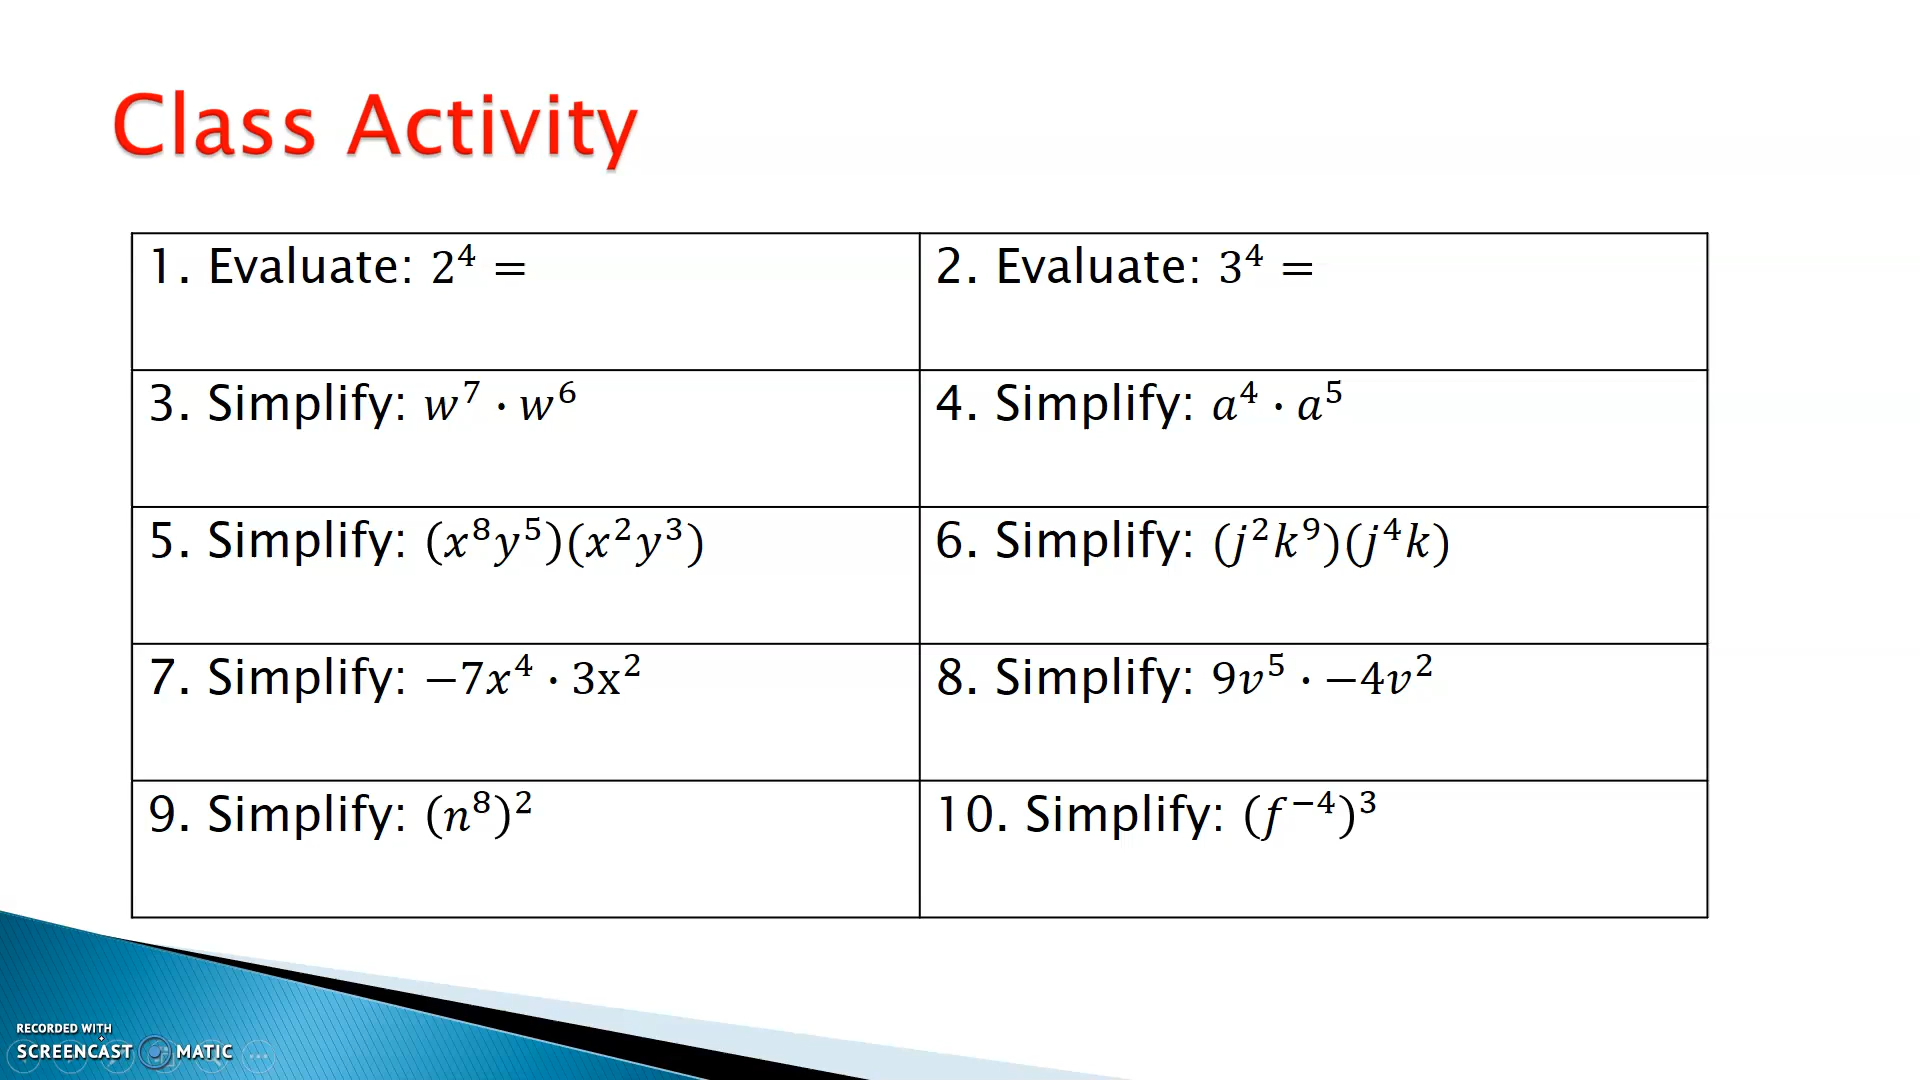 Class Activity
1. Evaluate: 2⁴ =
2. Evaluate: 3⁴ =
3. Simplify: w⁷ · w⁶
4. Simplify: a⁴ · a⁵
5. Simplify: (x⁸y⁵)(x²y³)
6. Simplify: (j²k⁹)(j⁴k)
7. Simplify: −7x⁴ · 3x²
8. Simplify: 9v⁵ · −4v²
9. Simplify: (n⁸)²
10. Simplify: (f⁻⁴)³
RECORDED WITH
SCREENCAST MATIC